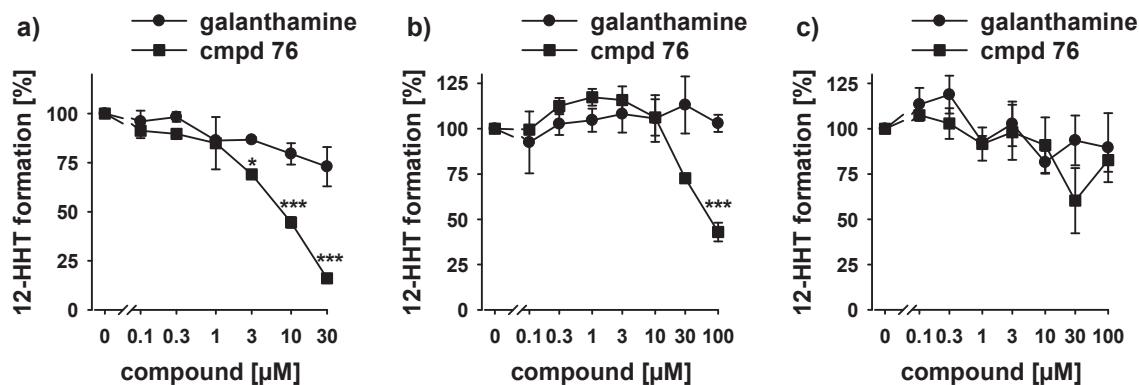 a)
galanthamine
cmpd 76
12-HHT formation [%]
100
75
50
25
0
*
***
***
0 0.1 0.3 1 3 10 30
compound [µM]
b)
galanthamine
cmpd 76
12-HHT formation [%]
125
100
75
50
25
0
***
0 0.1 0.3 1 3 10 30 100
compound [µM]
c)
galanthamine
cmpd 76
12-HHT formation [%]
125
100
75
50
25
0
0 0.1 0.3 1 3 10 30 100
compound [µM]